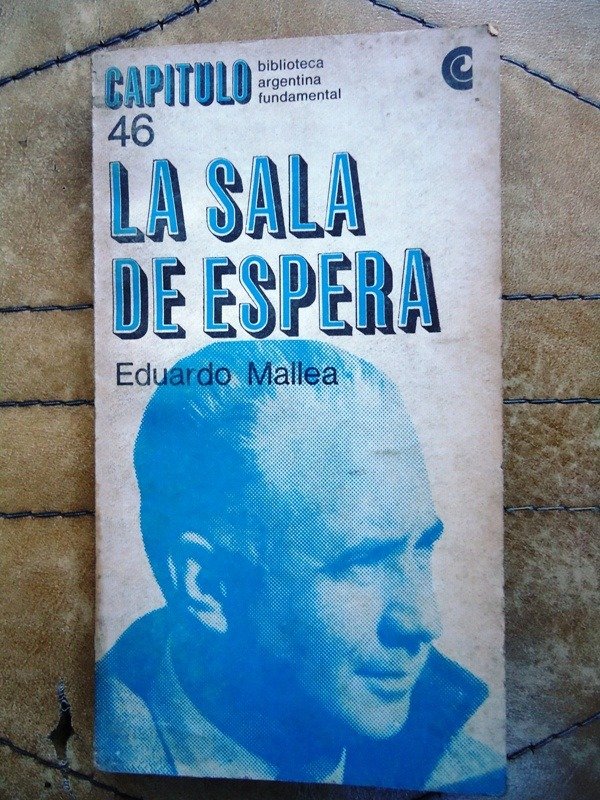 CAPITULO
biblioteca
argentina
fundamental
46
LA SALA
DE ESPERA
Eduardo Mallea